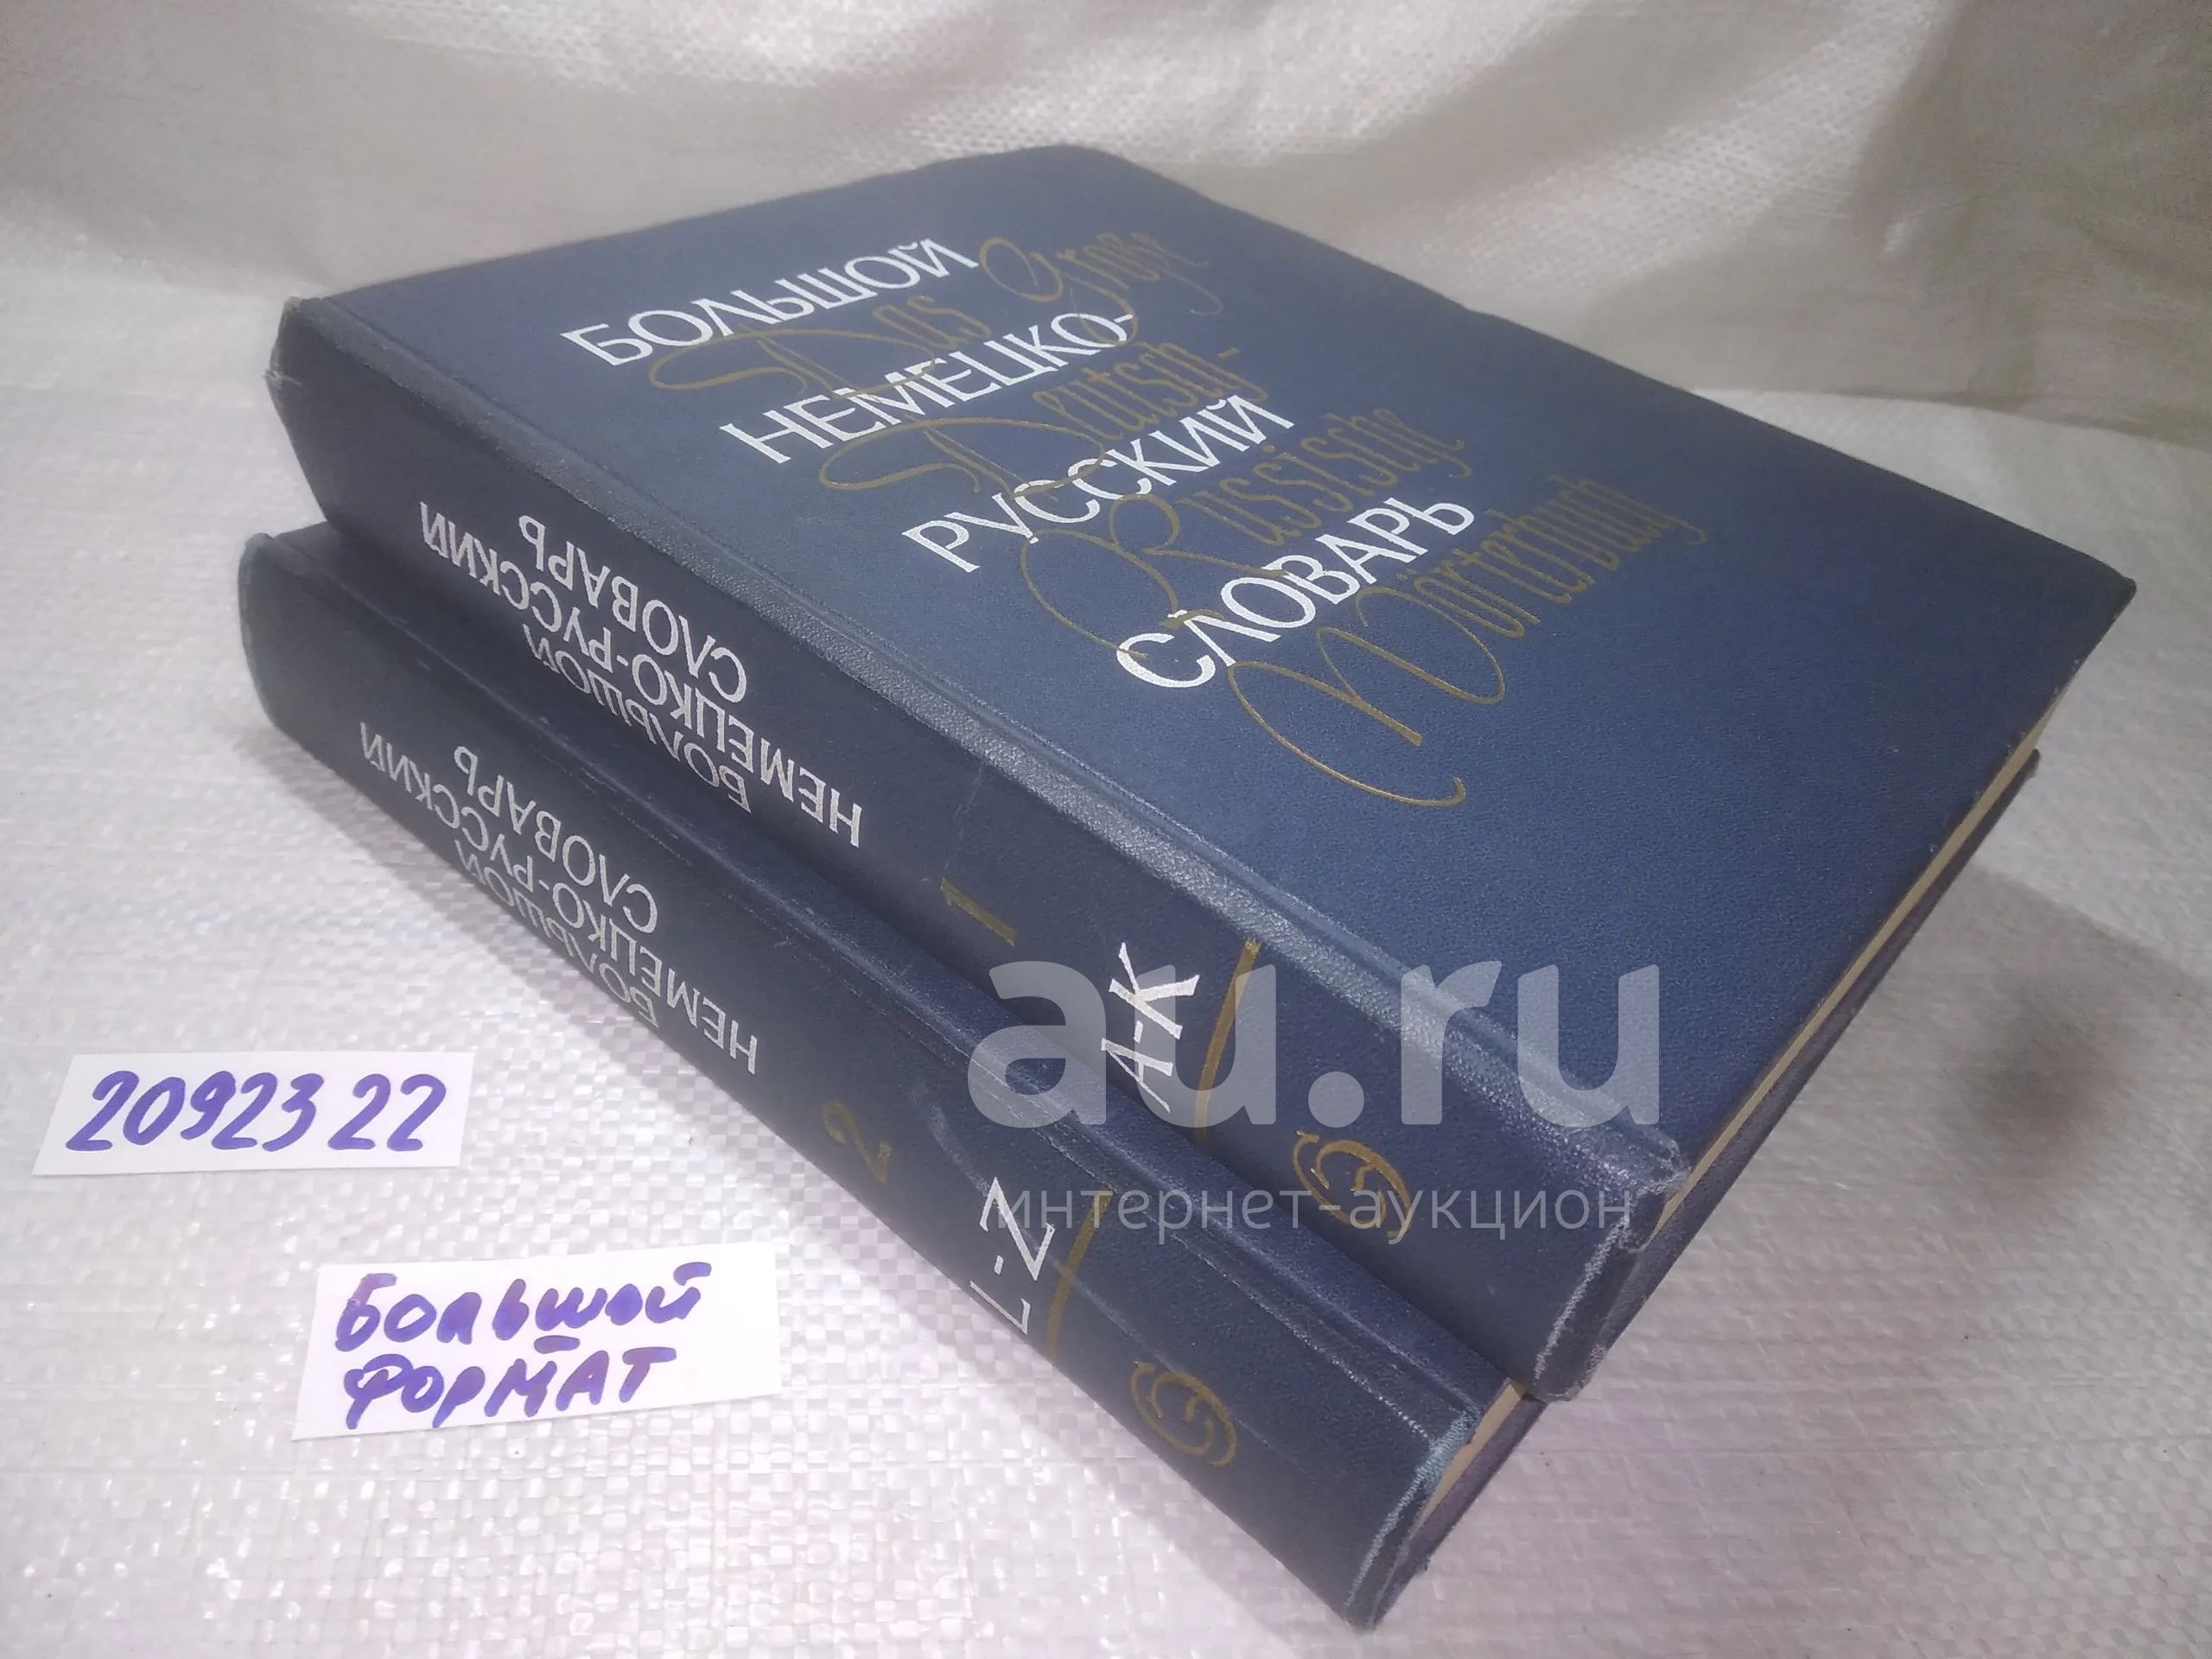 БОЛЬШОЙ
НЕМЕЦКО-
РУССКИЙ
СЛОВАРЬ
Das Große
Deutsch-
Russische
Wörterbuch
БОЛЬШОЙ
НЕМЕЦКО-РУССКИЙ
СЛОВАРЬ
1
A-K
БОЛЬШОЙ
НЕМЕЦКО-РУССКИЙ
СЛОВАРЬ
2
L-Z
2092322
БОЛЬШОЙ
ФОРМАТ
au.ru
интернет-аукцион